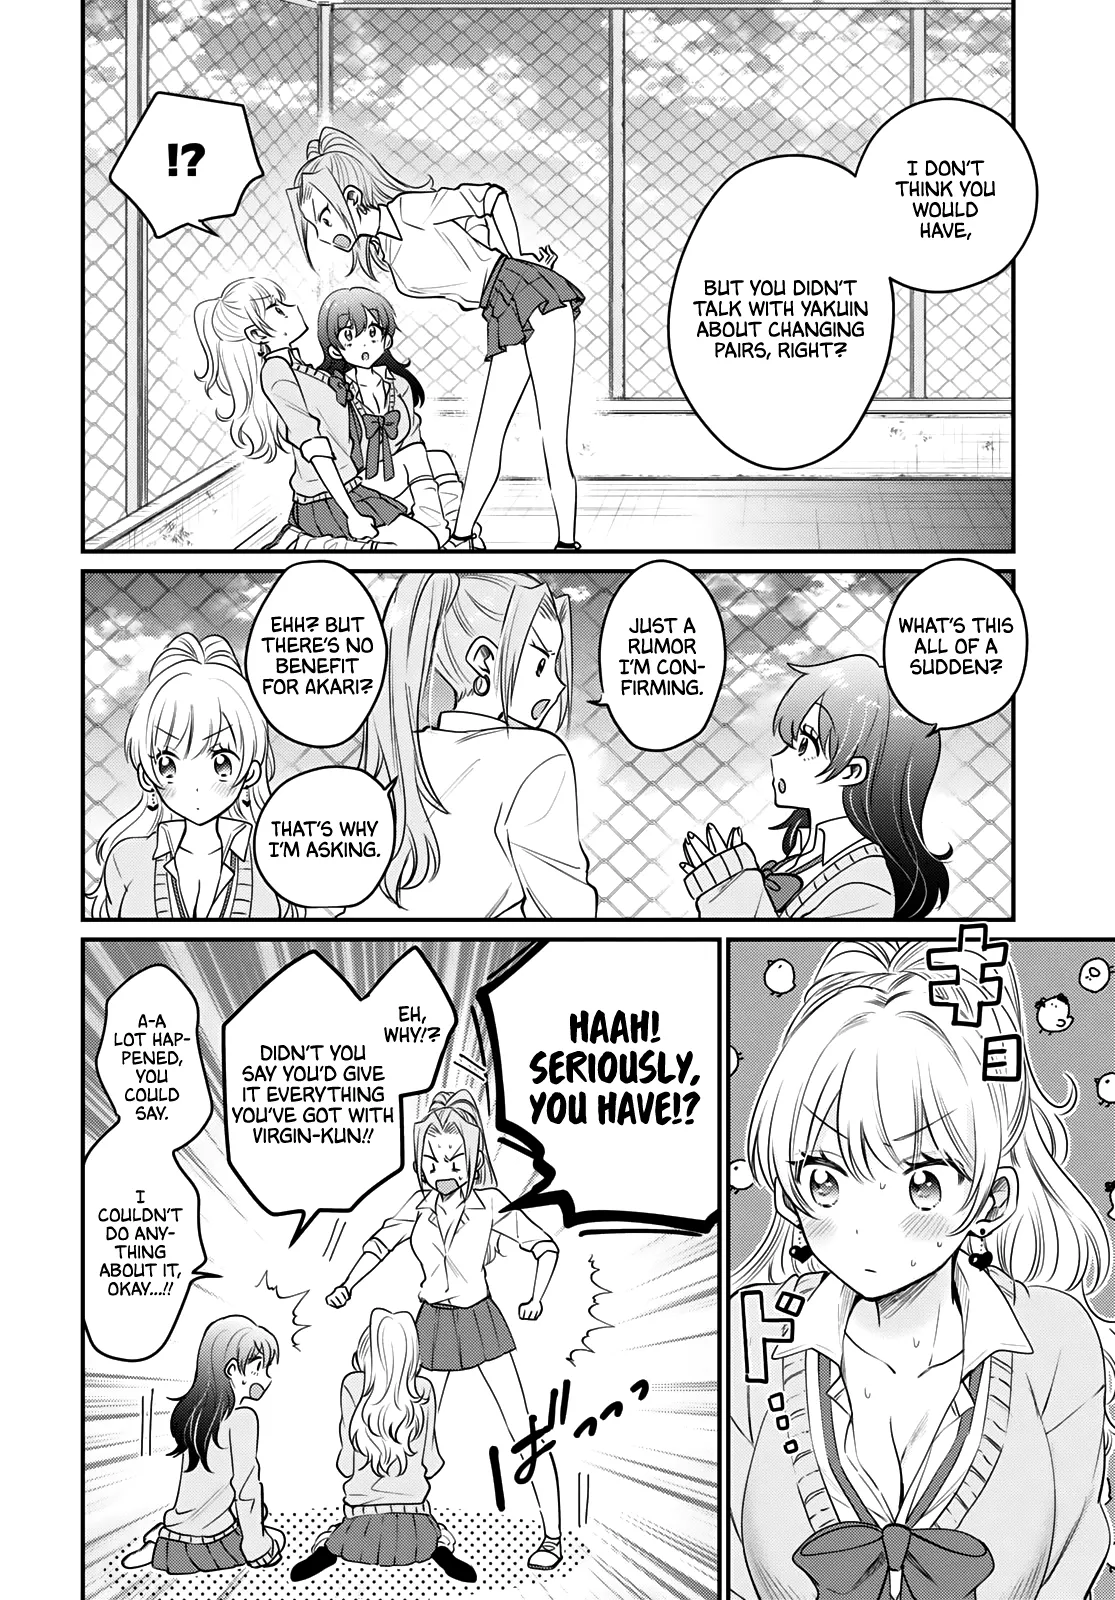 I DON'T
THINK YOU
WOULD
HAVE,
BUT YOU DIDN'T
TALK WITH YAKUIN
ABOUT CHANGING
PAIRS, RIGHT?
!?
WHAT'S THIS
ALL OF A
SUDDEN?
JUST A
RUMOR
I'M CON-
FIRMING.
EHH? BUT
THERE'S NO
BENEFIT
FOR AKARI?
THAT'S WHY
I'M ASKING.
ドキ
ドキ
HAAH!
SERIOUSLY,
YOU HAVE!?
EH,
WHY!?
DIDN'T YOU
SAY YOU'D GIVE
IT EVERYTHING
YOU'VE GOT WITH
VIRGIN-KUN!!
ばっっっ
A-A
LOT HAP-
PENED,
YOU
COULD
SAY.
I
COULDN'T
DO ANY-
THING
ABOUT IT,
OKAY...!!